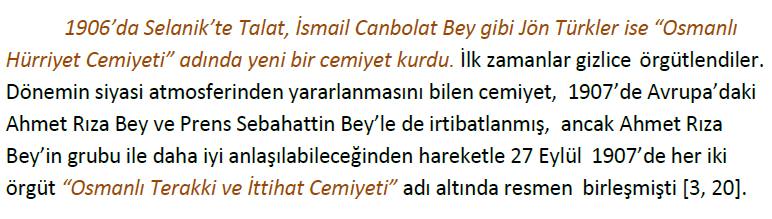 1906’da Selanik’te Talat, İsmail Canbolat Bey gibi Jön Türkler ise “Osmanlı
Hürriyet Cemiyeti” adında yeni bir cemiyet kurdu. İlk zamanlar gizlice örgütlendiler.
Dönemin siyasi atmosferinden yararlanmasını bilen cemiyet, 1907’de Avrupa’daki
Ahmet Rıza Bey ve Prens Sebahattin Bey’le de irtibatlanmış, ancak Ahmet Rıza
Bey’in grubu ile daha iyi anlaşılabileceğinden hareketle 27 Eylül 1907’de her iki
örgüt “Osmanlı Terakki ve İttihat Cemiyeti” adı altında resmen birleşmişti [3, 20].